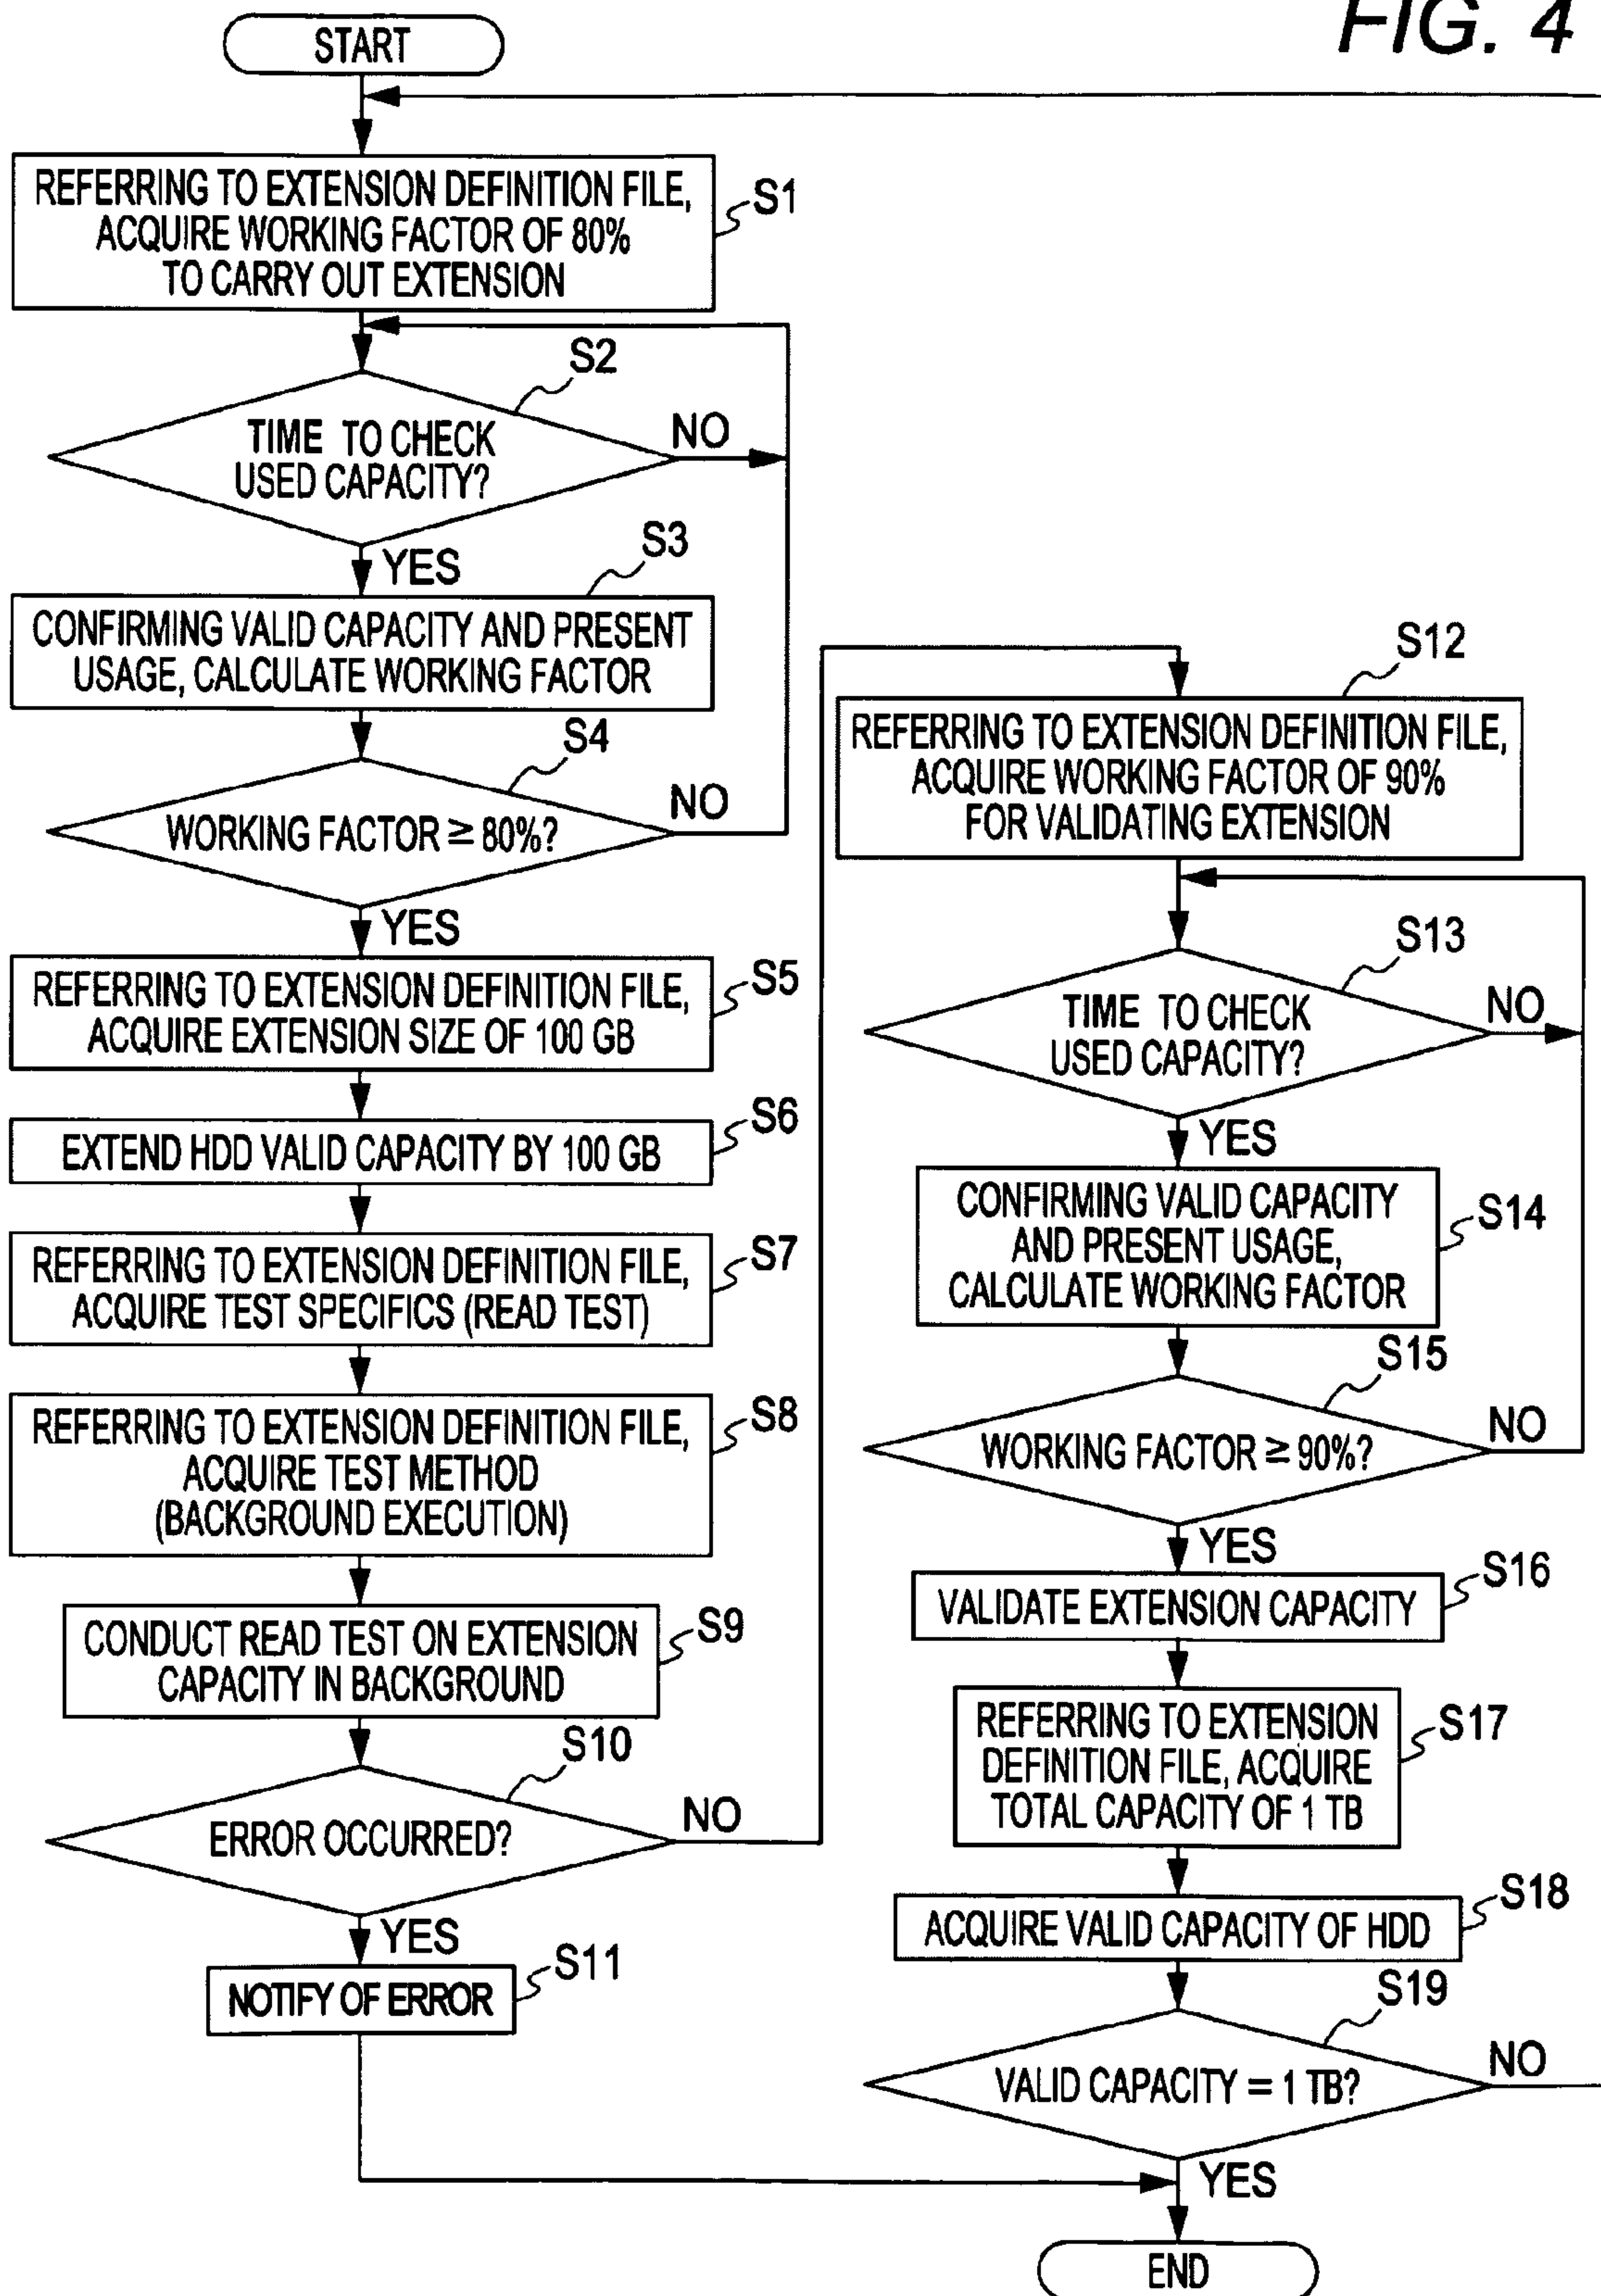 FIG. 4
START
REFERRING TO EXTENSION DEFINITION FILE,
ACQUIRE WORKING FACTOR OF 80%
TO CARRY OUT EXTENSION
S1
S2
TIME TO CHECK
USED CAPACITY?
NO
YES
S3
CONFIRMING VALID CAPACITY AND PRESENT
USAGE, CALCULATE WORKING FACTOR
S4
WORKING FACTOR ≥ 80%?
NO
YES
REFERRING TO EXTENSION DEFINITION FILE,
ACQUIRE EXTENSION SIZE OF 100 GB
S5
EXTEND HDD VALID CAPACITY BY 100 GB
S6
REFERRING TO EXTENSION DEFINITION FILE,
ACQUIRE TEST SPECIFICS (READ TEST)
S7
REFERRING TO EXTENSION DEFINITION FILE,
ACQUIRE TEST METHOD
(BACKGROUND EXECUTION)
S8
CONDUCT READ TEST ON EXTENSION
CAPACITY IN BACKGROUND
S9
S10
ERROR OCCURRED?
NO
YES
NOTIFY OF ERROR
S11
S12
REFERRING TO EXTENSION DEFINITION FILE,
ACQUIRE WORKING FACTOR OF 90%
FOR VALIDATING EXTENSION
S13
TIME TO CHECK
USED CAPACITY?
NO
YES
CONFIRMING VALID CAPACITY
AND PRESENT USAGE,
CALCULATE WORKING FACTOR
S14
S15
WORKING FACTOR ≥ 90%?
NO
YES
VALIDATE EXTENSION CAPACITY
S16
REFERRING TO EXTENSION
DEFINITION FILE, ACQUIRE
TOTAL CAPACITY OF 1 TB
S17
ACQUIRE VALID CAPACITY OF HDD
S18
S19
VALID CAPACITY = 1 TB?
NO
YES
END